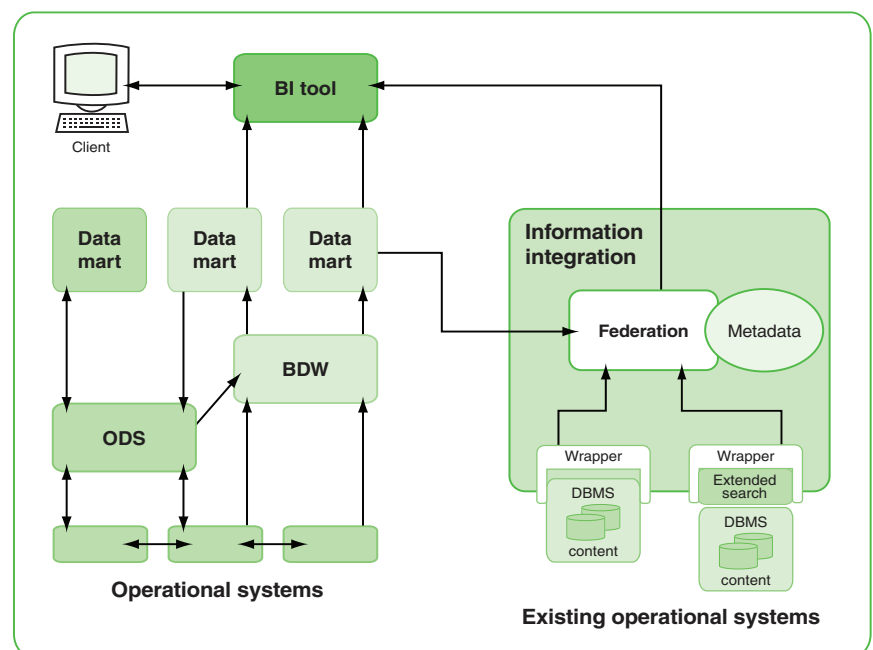 BI tool
Client
Data
mart
Data
mart
Data
mart
Information
integration
Federation
Metadata
BDW
ODS
Wrapper
DBMS
content
Wrapper
Extended
search
DBMS
content
Operational systems
Existing operational systems